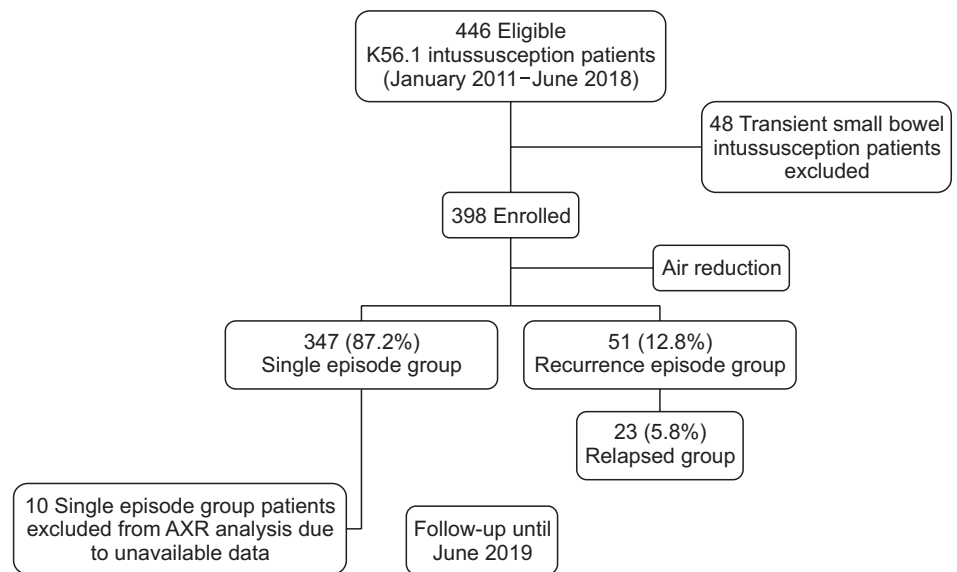 446 Eligible
K56.1 intussusception patients
(January 2011−June 2018)
48 Transient small bowel
intussusception patients
excluded
398 Enrolled
Air reduction
347 (87.2%)
Single episode group
51 (12.8%)
Recurrence episode group
23 (5.8%)
Relapsed group
10 Single episode group patients
excluded from AXR analysis due
to unavailable data
Follow-up until
June 2019